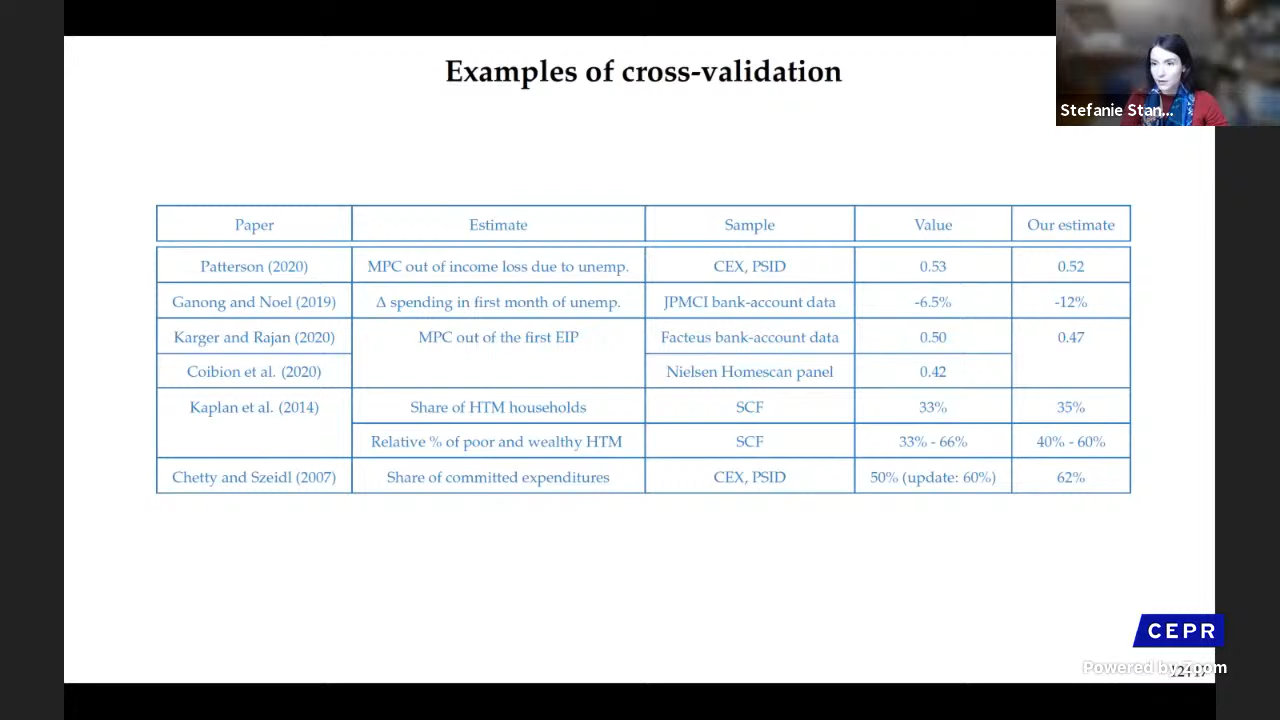 Examples of cross-validation
Stefanie Stan...
Paper Estimate Sample Value Our estimate
Patterson (2020) MPC out of income loss due to unemp. CEX, PSID 0.53 0.52
Ganong and Noel (2019) Δ spending in first month of unemp. JPMCI bank-account data -6.5% -12%
Karger and Rajan (2020) MPC out of the first EIP Facteus bank-account data 0.50 0.47
Coibion et al. (2020) Nielsen Homescan panel 0.42
Kaplan et al. (2014) Share of HTM households SCF 33% 35%
Relative % of poor and wealthy HTM SCF 33% - 66% 40% - 60%
Chetty and Szeidl (2007) Share of committed expenditures CEX, PSID 50% (update: 60%) 62%
CEPR
Powered by Zoom